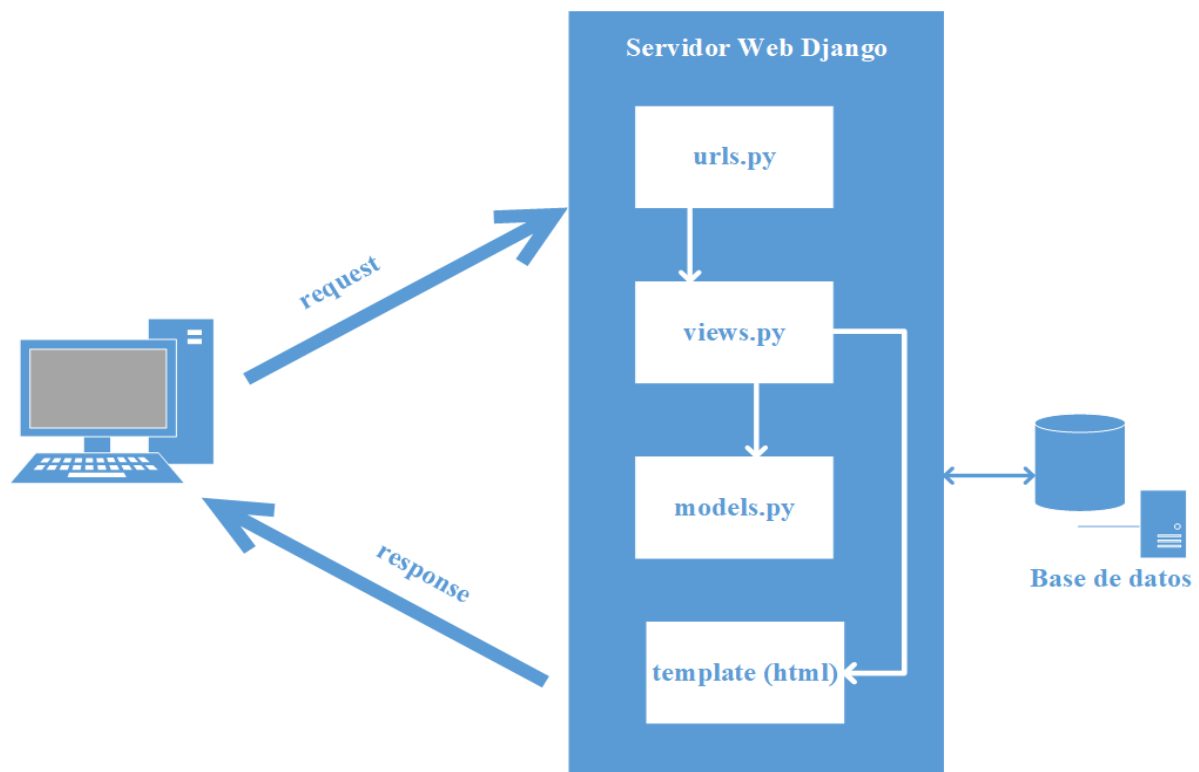 Servidor Web Django
urls.py
request
views.py
models.py
response
Base de datos
template (html)